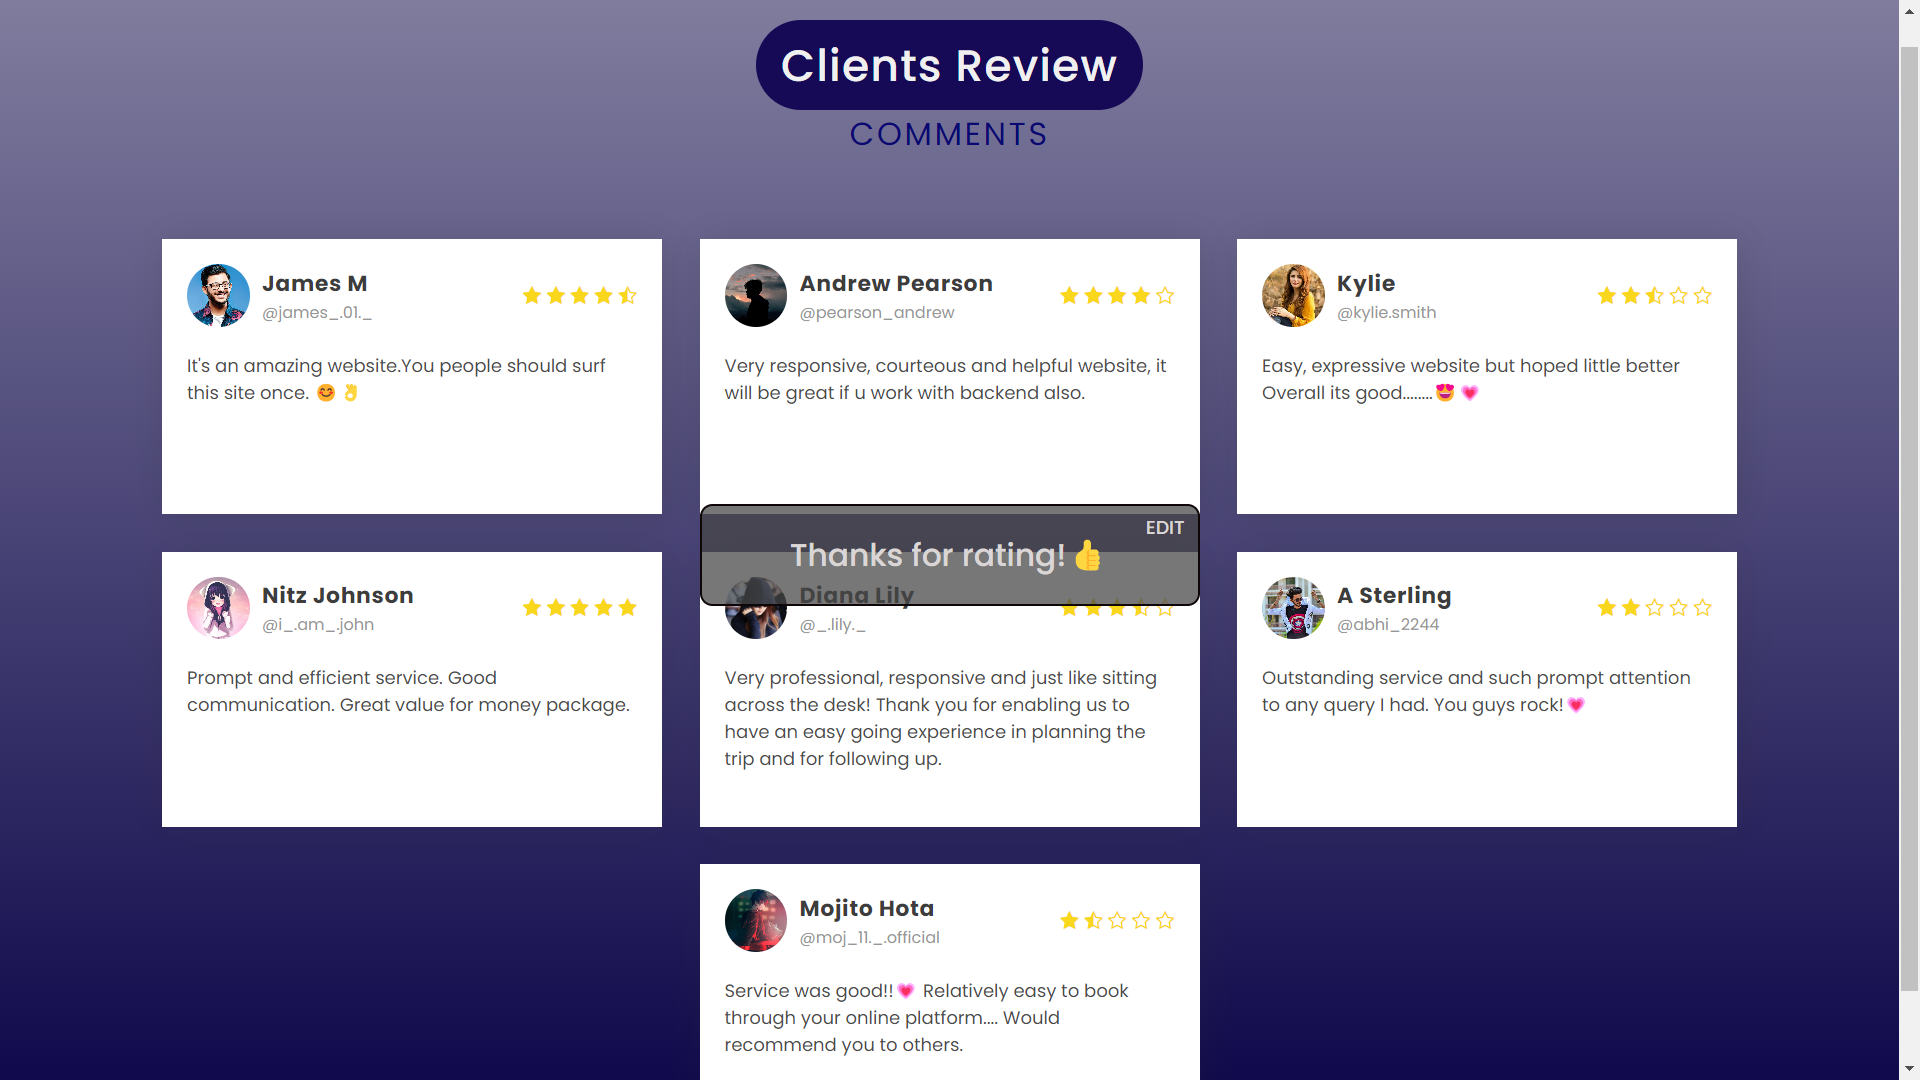 Clients Review
COMMENTS
James M
@james_.01._
It's an amazing website.You people should surf
this site once. 😊 👌
Andrew Pearson
@pearson_andrew
Very responsive, courteous and helpful website, it
will be great if u work with backend also.
Kylie
@kylie.smith
Easy, expressive website but hoped little better
Overall its good........😍 💗
EDIT
Thanks for rating!👍
Nitz Johnson
@i_.am_.john
Prompt and efficient service. Good
communication. Great value for money package.
Diana Lily
@_.lily._
Very professional, responsive and just like sitting
across the desk! Thank you for enabling us to
have an easy going experience in planning the
trip and for following up.
A Sterling
@abhi_2244
Outstanding service and such prompt attention
to any query I had. You guys rock!💗
Mojito Hota
@moj_11._.official
Service was good!!💗 Relatively easy to book
through your online platform.... Would
recommend you to others.